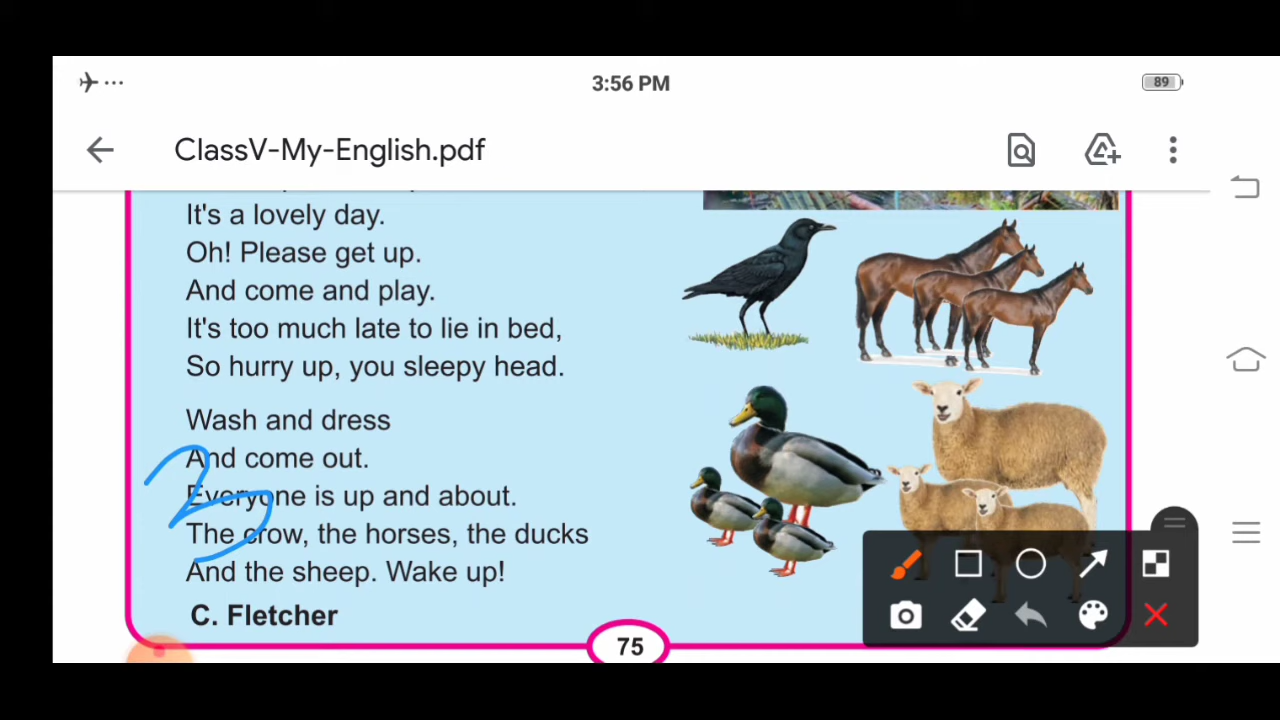 3:56 PM
89
ClassV-My-English.pdf
It's a lovely day.
Oh! Please get up.
And come and play.
It's too much late to lie in bed,
So hurry up, you sleepy head.
Wash and dress
And come out.
Everyone is up and about.
The crow, the horses, the ducks
And the sheep. Wake up!
C. Fletcher
75